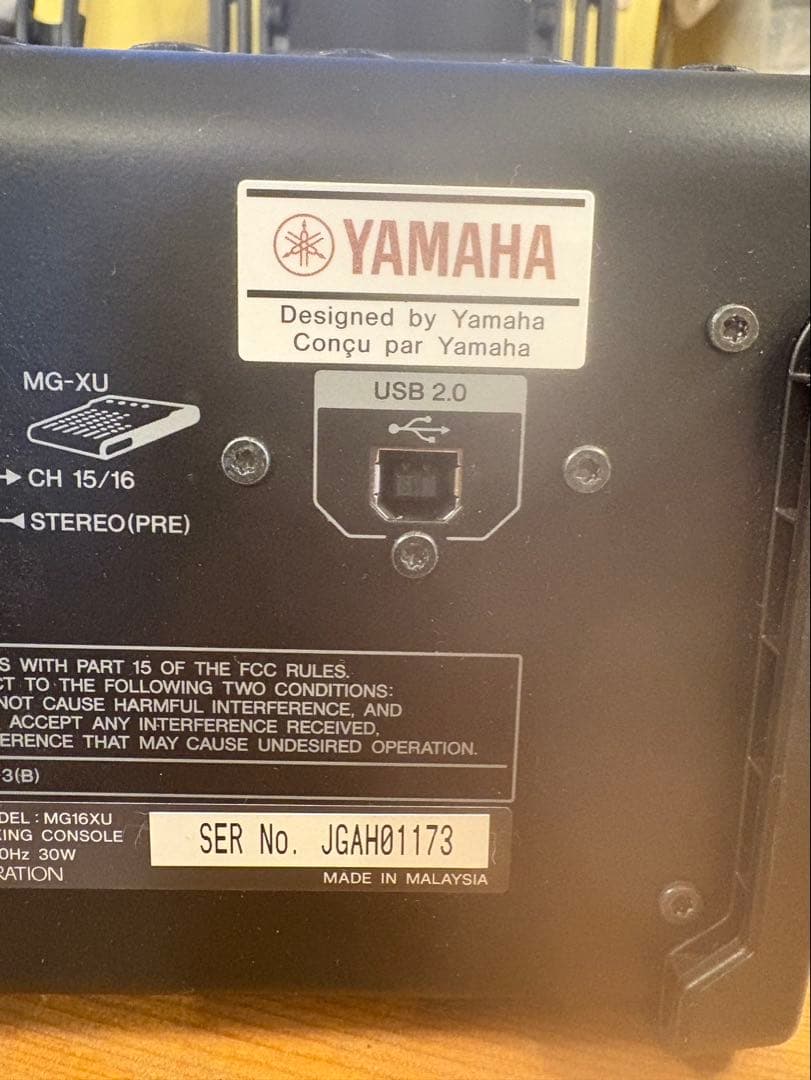 YAMAHA
Designed by Yamaha
Conçu par Yamaha
MG-XU
USB 2.0
CH 15/16
STEREO(PRE)
S WITH PART 15 OF THE FCC RULES.
CT TO THE FOLLOWING TWO CONDITIONS:
NOT CAUSE HARMFUL INTERFERENCE, AND
ACCEPT ANY INTERFERENCE RECEIVED,
ERENCE THAT MAY CAUSE UNDESIRED OPERATION.
3(B)
DEL : MG16XU
KING CONSOLE
0Hz 30W
RATION
SER No. JGAH01173
MADE IN MALAYSIA